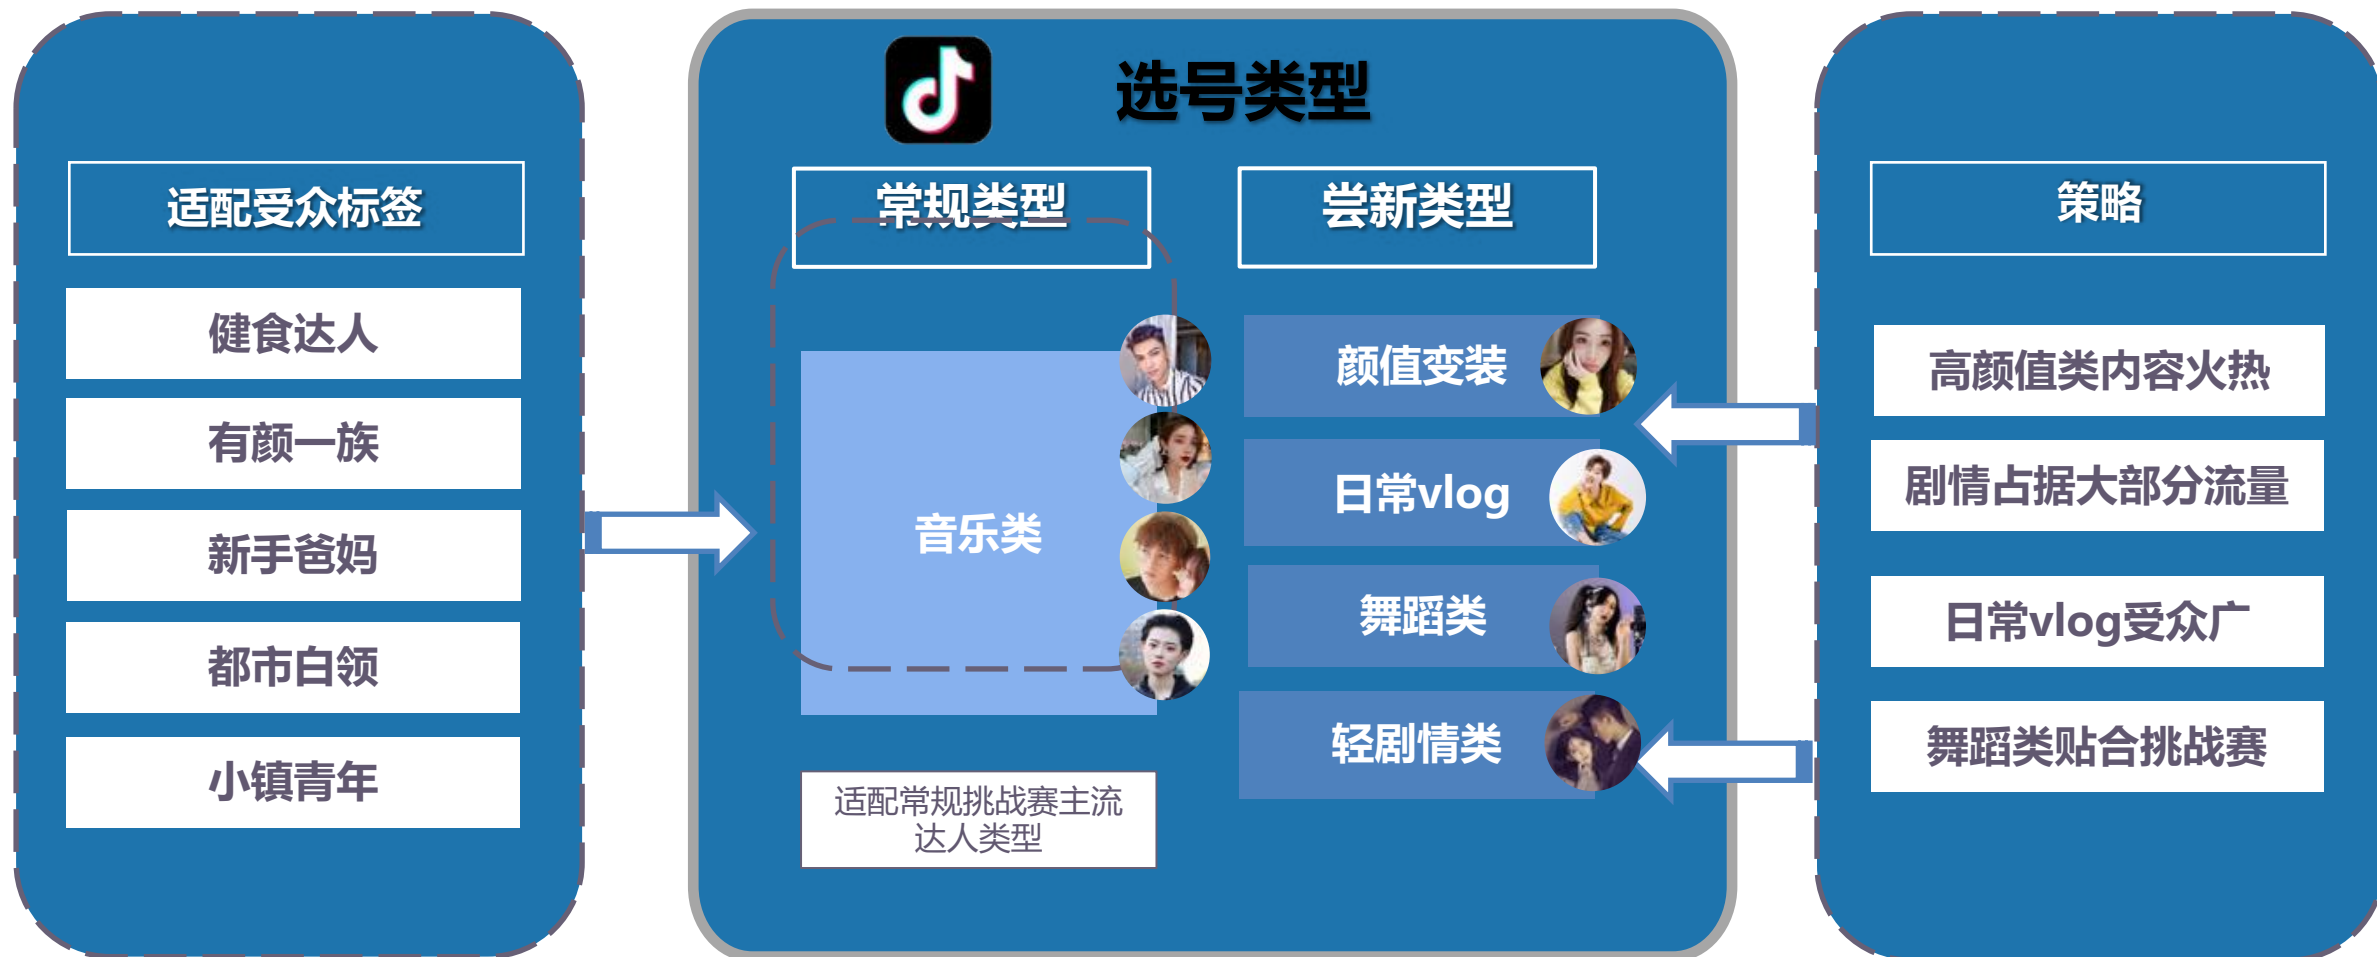 适配受众标签
健食达人
有颜一族
新手爸妈
都市白领
小镇青年
选号类型
常规类型
音乐类
适配常规挑战赛主流
达人类型
尝新类型
颜值变装
日常vlog
舞蹈类
轻剧情类
策略
高颜值类内容火热
剧情占据大部分流量
日常vlog受众广
舞蹈类贴合挑战赛